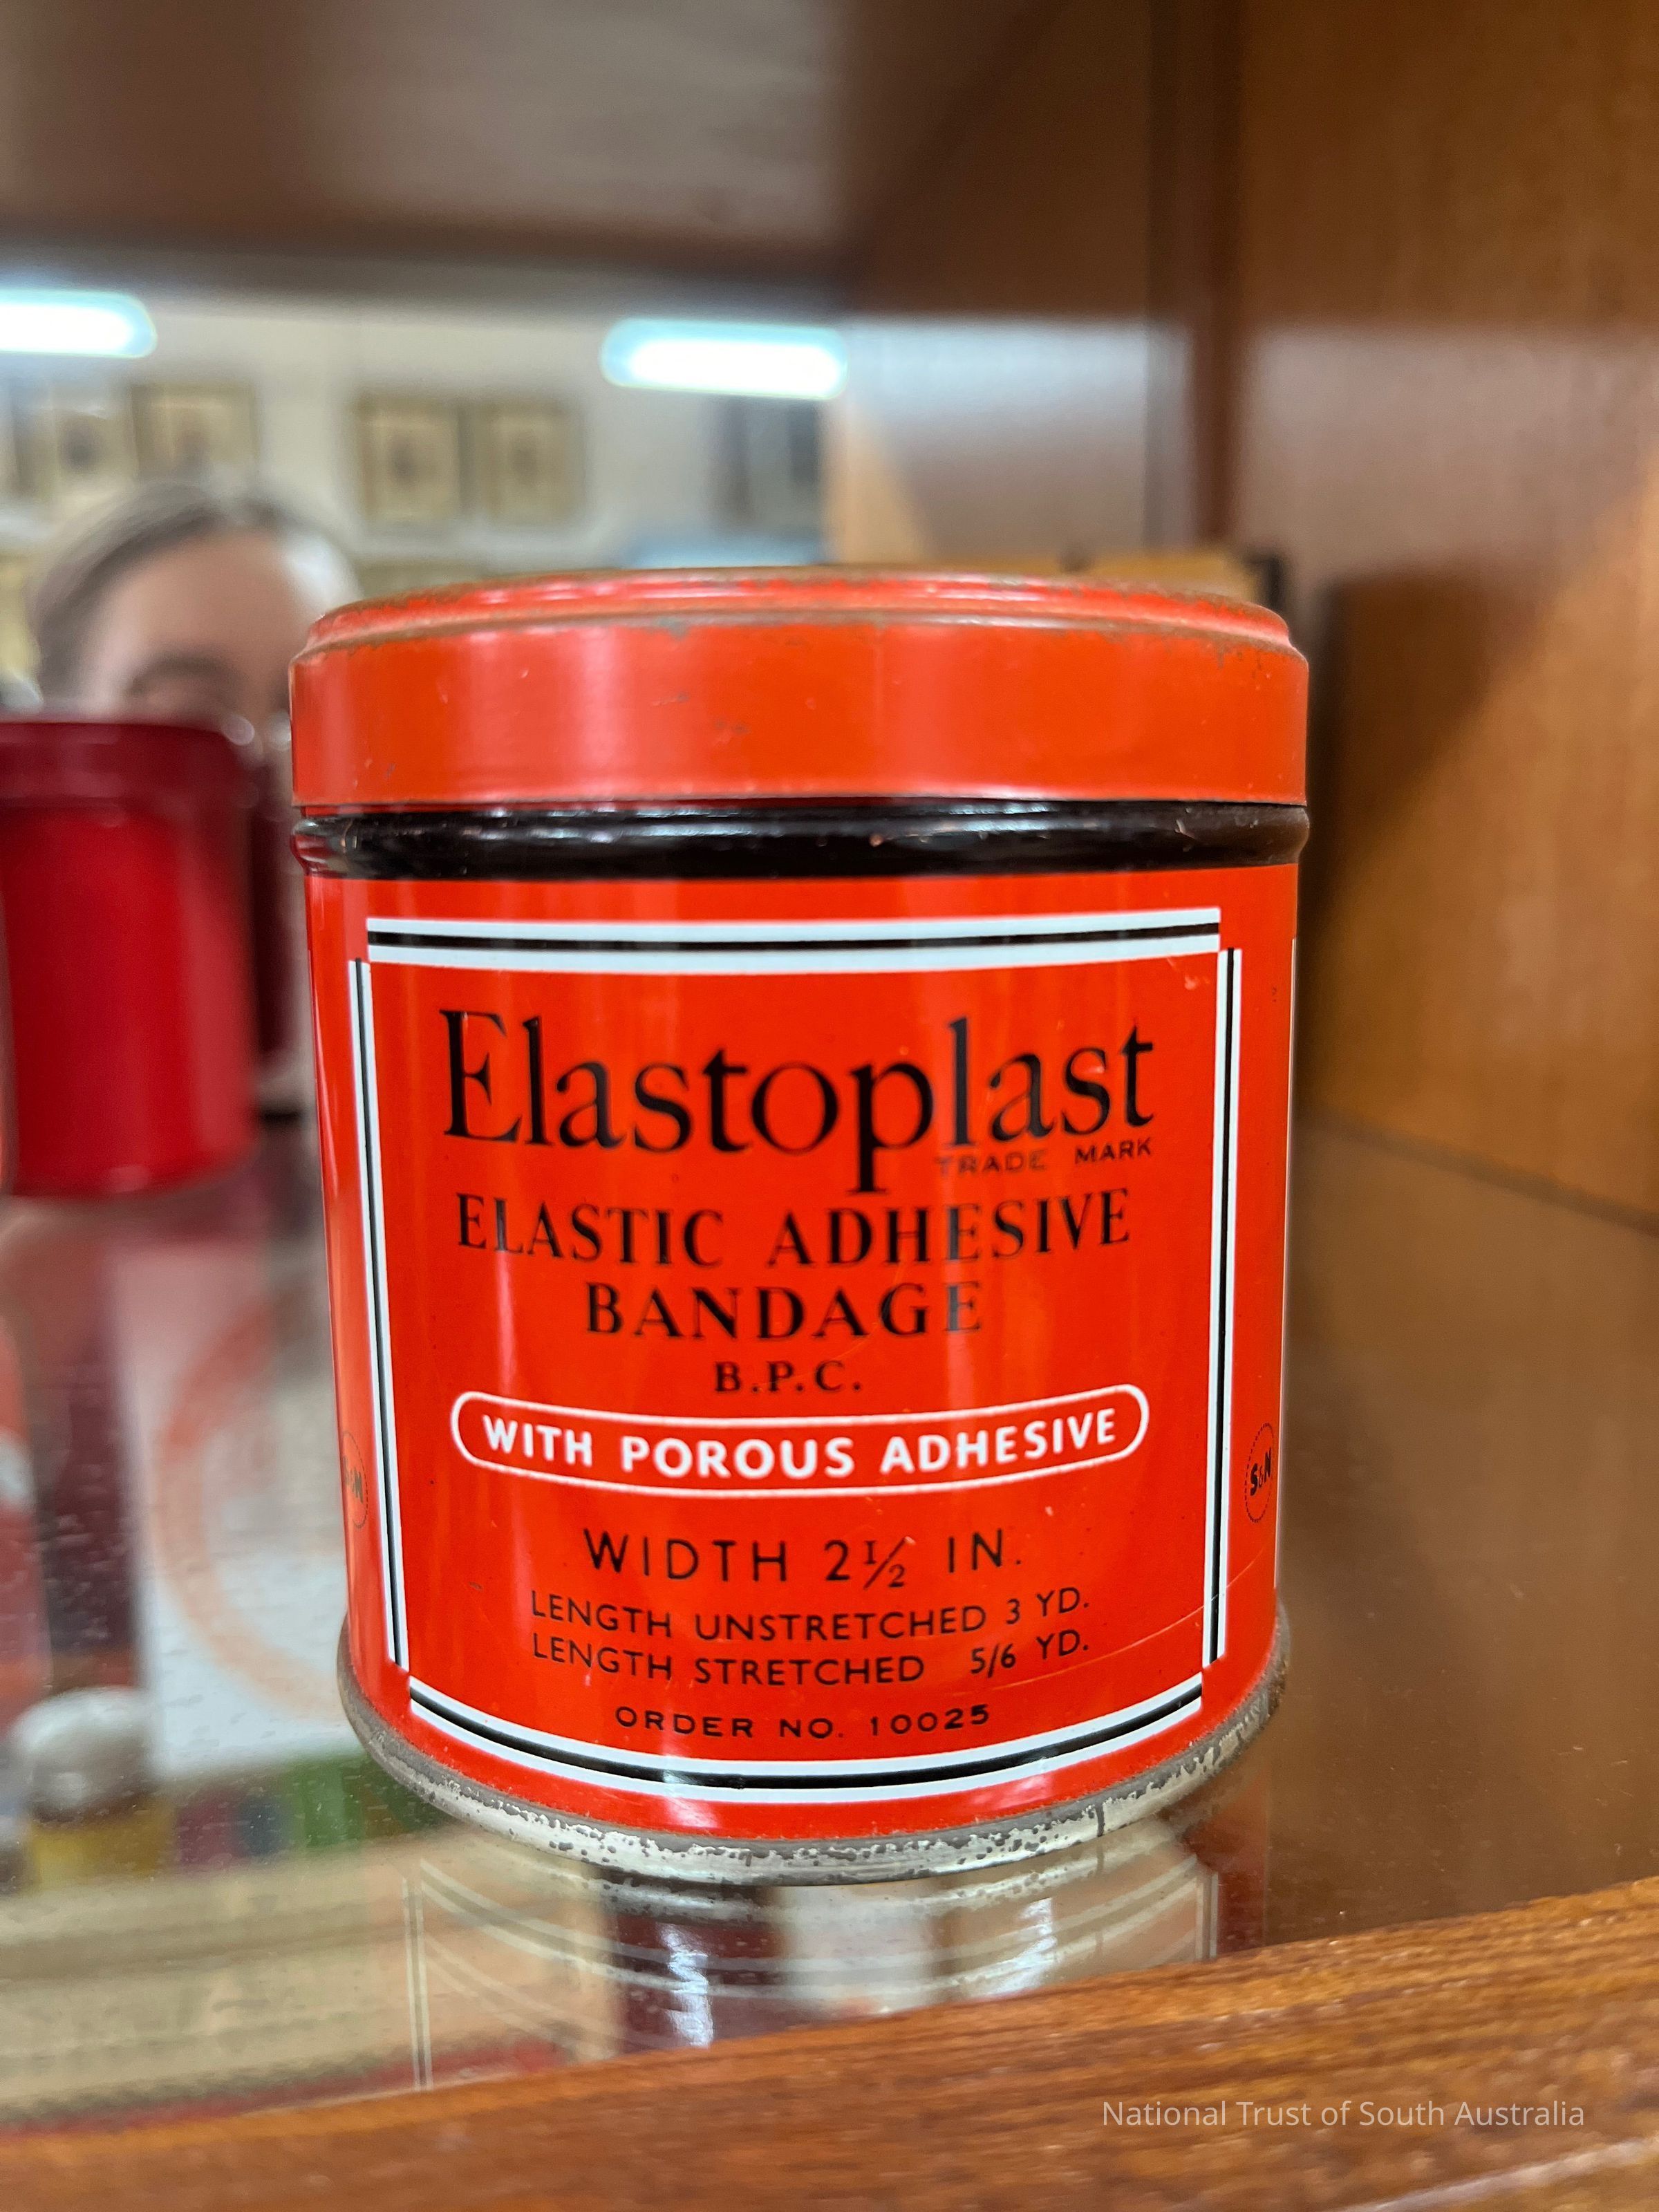 Elastoplast
TRADE MARK
ELASTIC ADHESIVE
BANDAGE
B.P.C.
WITH POROUS ADHESIVE
WIDTH 2½ IN.
LENGTH UNSTRETCHED 3 YD.
LENGTH STRETCHED 5/6 YD.
ORDER NO. 10025
S&N
National Trust of South Australia